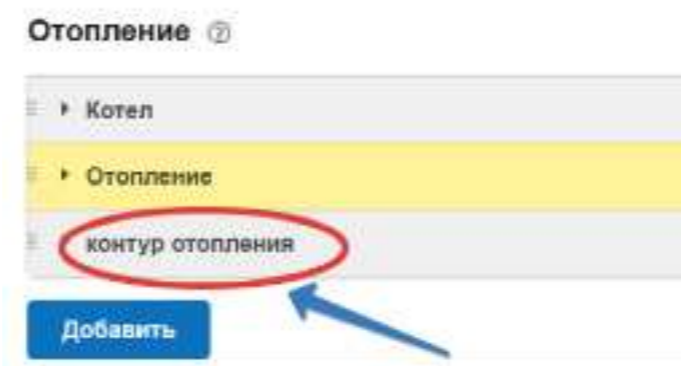 Отопление ?
Котел
Отопление
контур отопления
Добавить